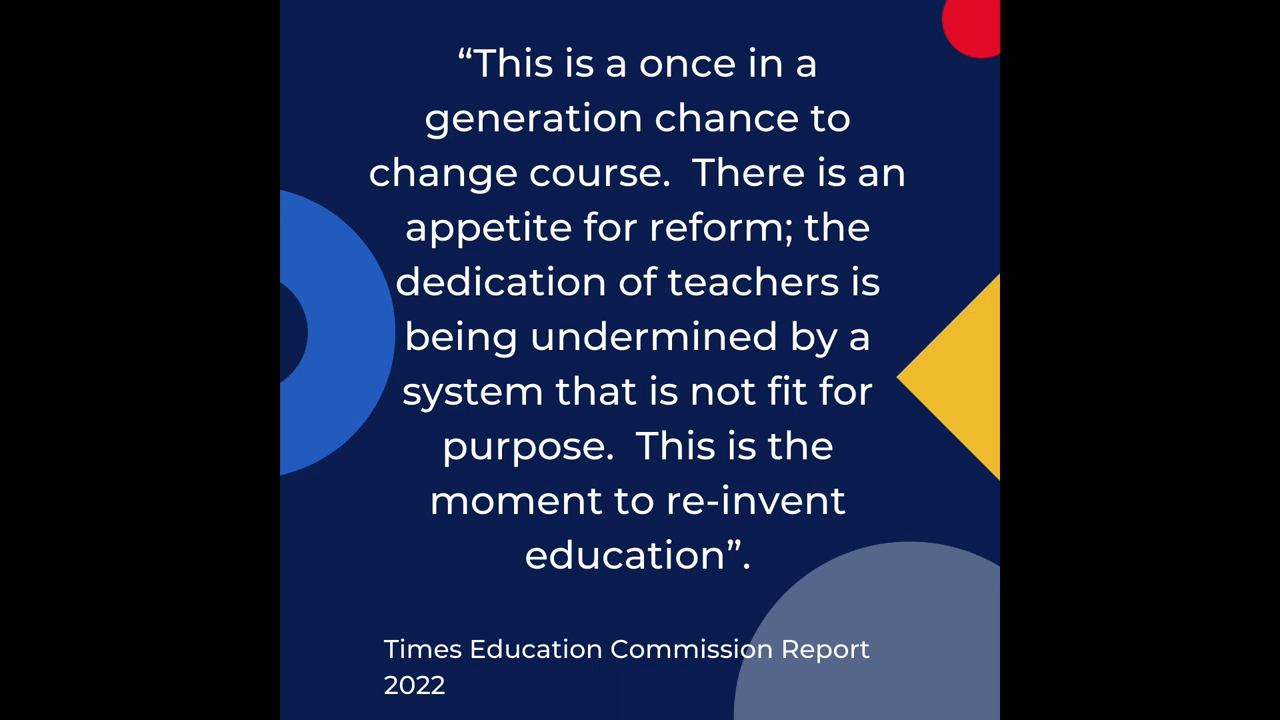 “This is a once in a
generation chance to
change course.  There is an
appetite for reform; the
dedication of teachers is
being undermined by a
system that is not fit for
purpose.  This is the
moment to re-invent
education”.
Times Education Commission Report
2022